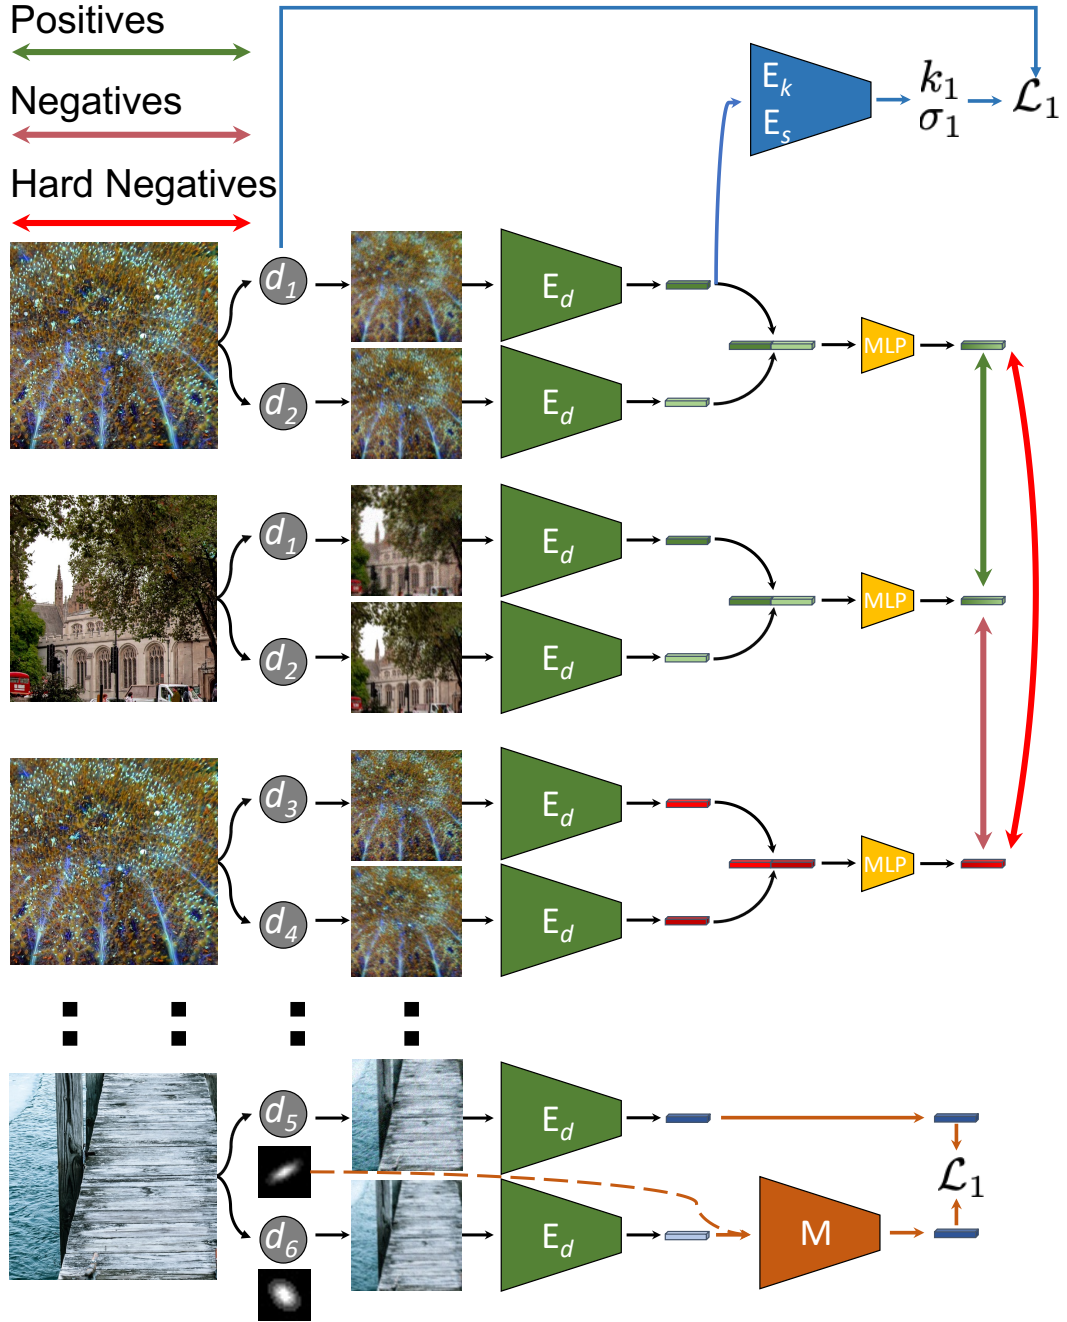 Positives
Negatives
Hard Negatives
E_k
E_s
k_1
σ_1
ℒ_1
d_1
E_d
d_2
E_d
MLP
d_1
E_d
d_2
E_d
MLP
d_3
E_d
d_4
E_d
MLP
d_5
E_d
ℒ_1
d_6
E_d
M